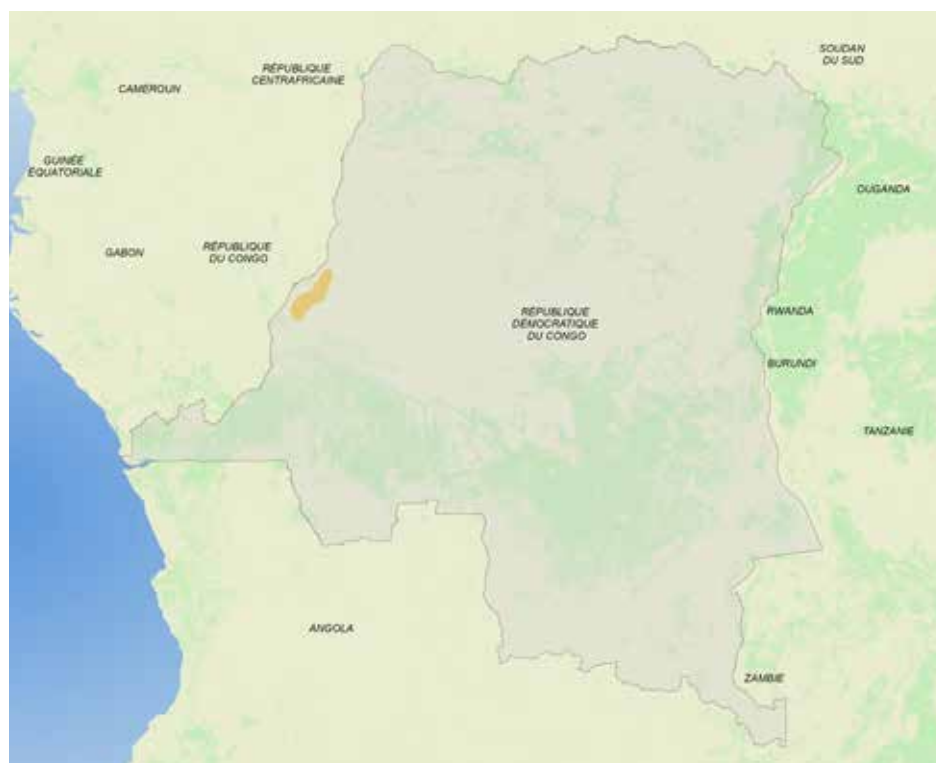 SOUDAN
DU SUD
RÉPUBLIQUE
CENTRAFRICAINE
CAMEROUN
GUINÉE
ÉQUATORIALE
OUGANDA
GABON
RÉPUBLIQUE
DU CONGO
RÉPUBLIQUE
DÉMOCRATIQUE
DU CONGO
RWANDA
BURUNDI
TANZANIE
ANGOLA
ZAMBIE